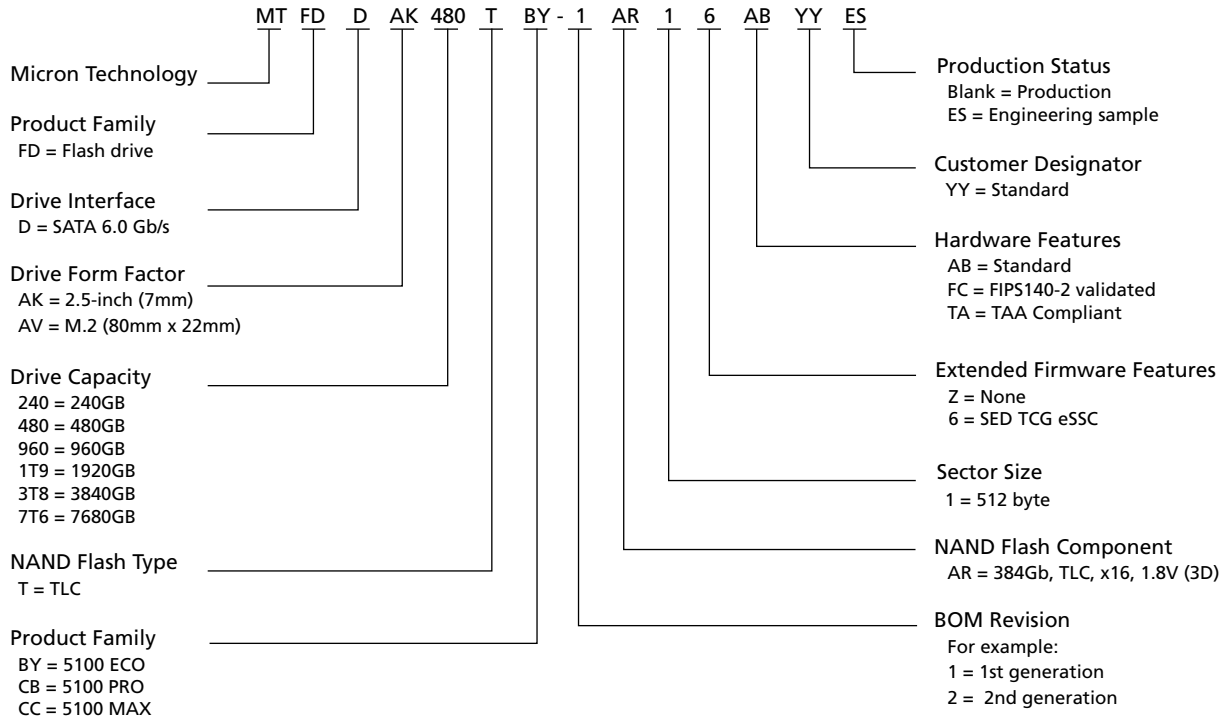 MT FD D AK 480 T BY - 1 AR 1 6 AB YY ES
Micron Technology
Product Family
FD = Flash drive
Drive Interface
D = SATA 6.0 Gb/s
Drive Form Factor
AK = 2.5-inch (7mm)
AV = M.2 (80mm x 22mm)
Drive Capacity
240 = 240GB
480 = 480GB
960 = 960GB
1T9 = 1920GB
3T8 = 3840GB
7T6 = 7680GB
NAND Flash Type
T = TLC
Product Family
BY = 5100 ECO
CB = 5100 PRO
CC = 5100 MAX
Production Status
Blank = Production
ES = Engineering sample
Customer Designator
YY = Standard
Hardware Features
AB = Standard
FC = FIPS140-2 validated
TA = TAA Compliant
Extended Firmware Features
Z = None
6 = SED TCG eSSC
Sector Size
1 = 512 byte
NAND Flash Component
AR = 384Gb, TLC, x16, 1.8V (3D)
BOM Revision
For example:
1 = 1st generation
2 = 2nd generation